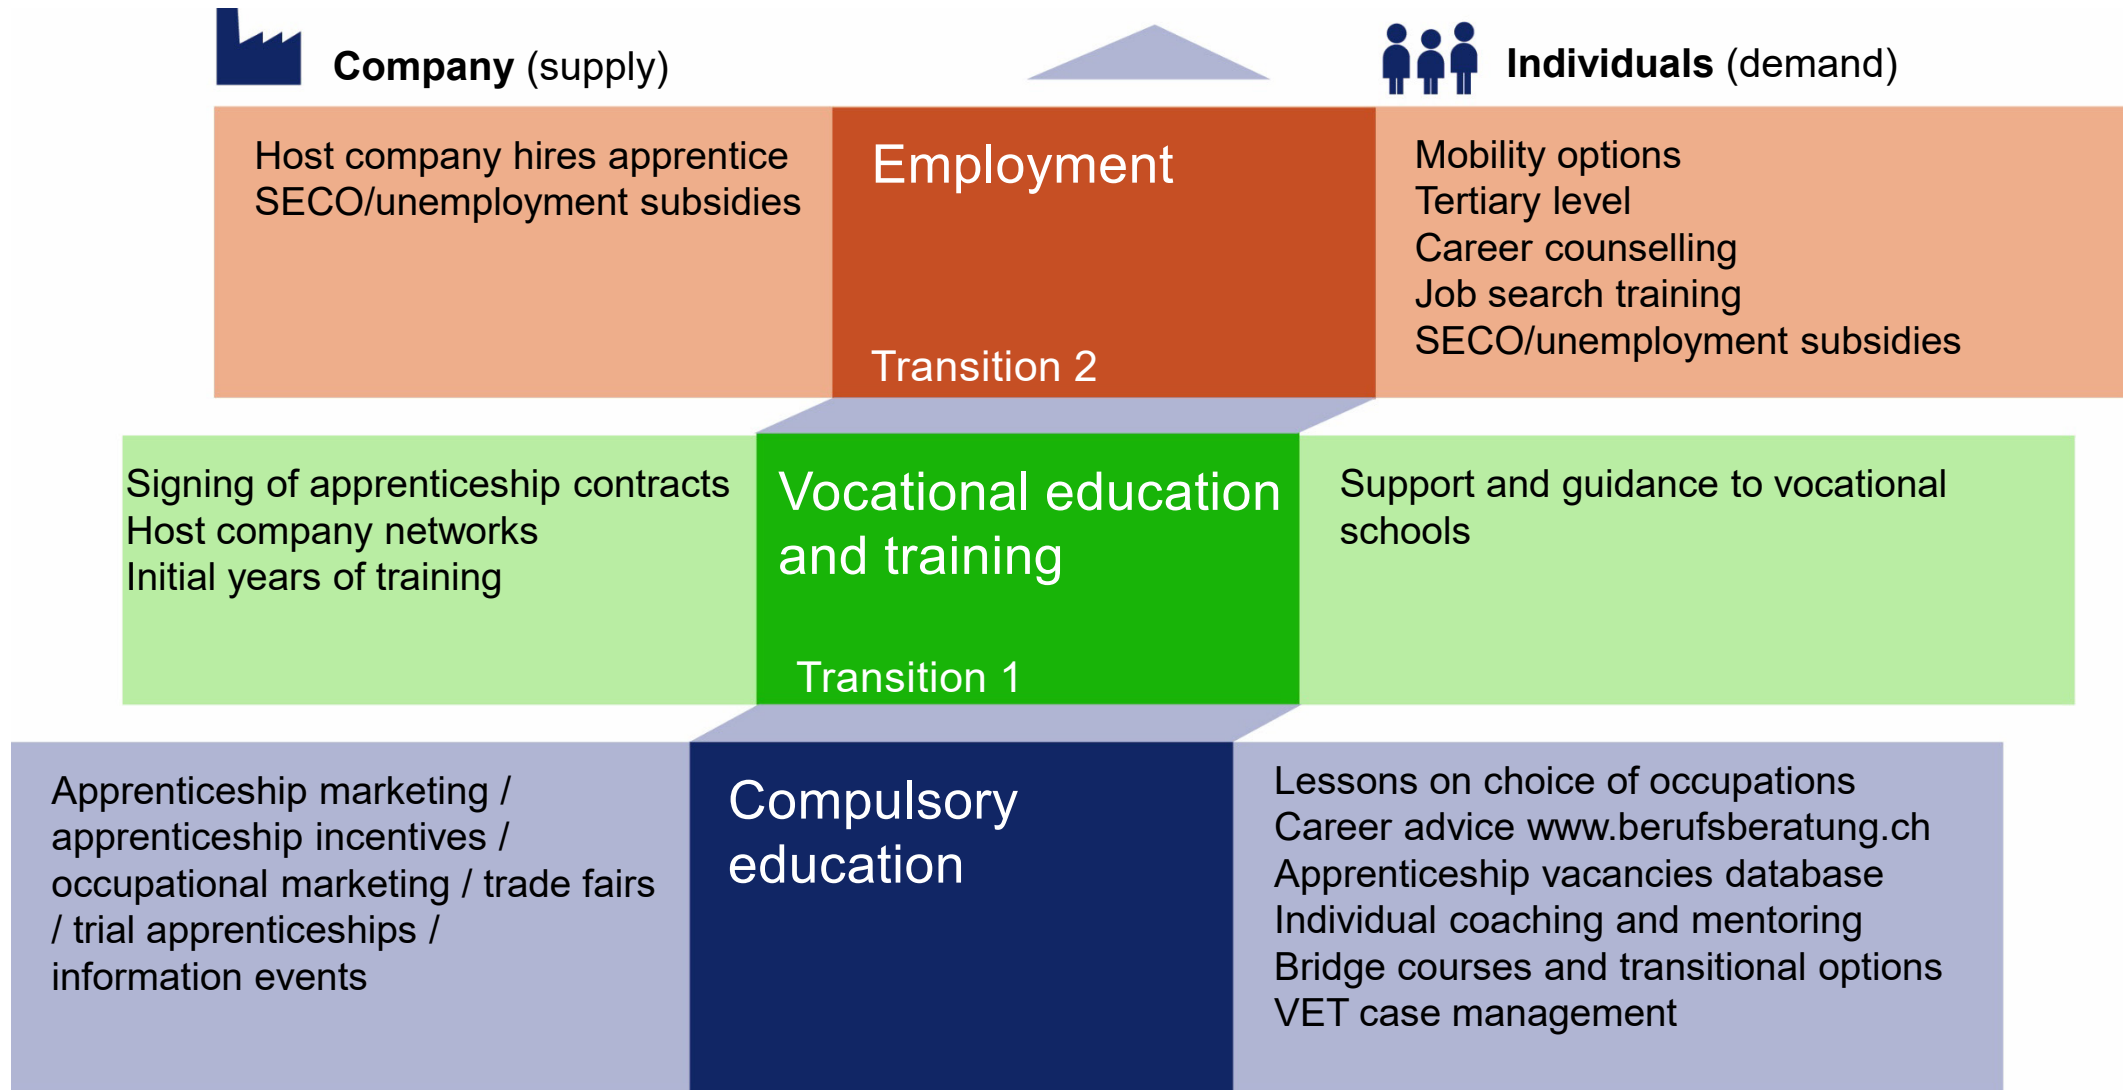 Company (supply)
Individuals (demand)
Host company hires apprentice
SECO/unemployment subsidies
Employment
Transition 2
Mobility options
Tertiary level
Career counselling
Job search training
SECO/unemployment subsidies
Signing of apprenticeship contracts
Host company networks
Initial years of training
Vocational education
and training
Transition 1
Support and guidance to vocational
schools
Apprenticeship marketing /
apprenticeship incentives /
occupational marketing / trade fairs
/ trial apprenticeships /
information events
Compulsory
education
Lessons on choice of occupations
Career advice www.berufsberatung.ch
Apprenticeship vacancies database
Individual coaching and mentoring
Bridge courses and transitional options
VET case management